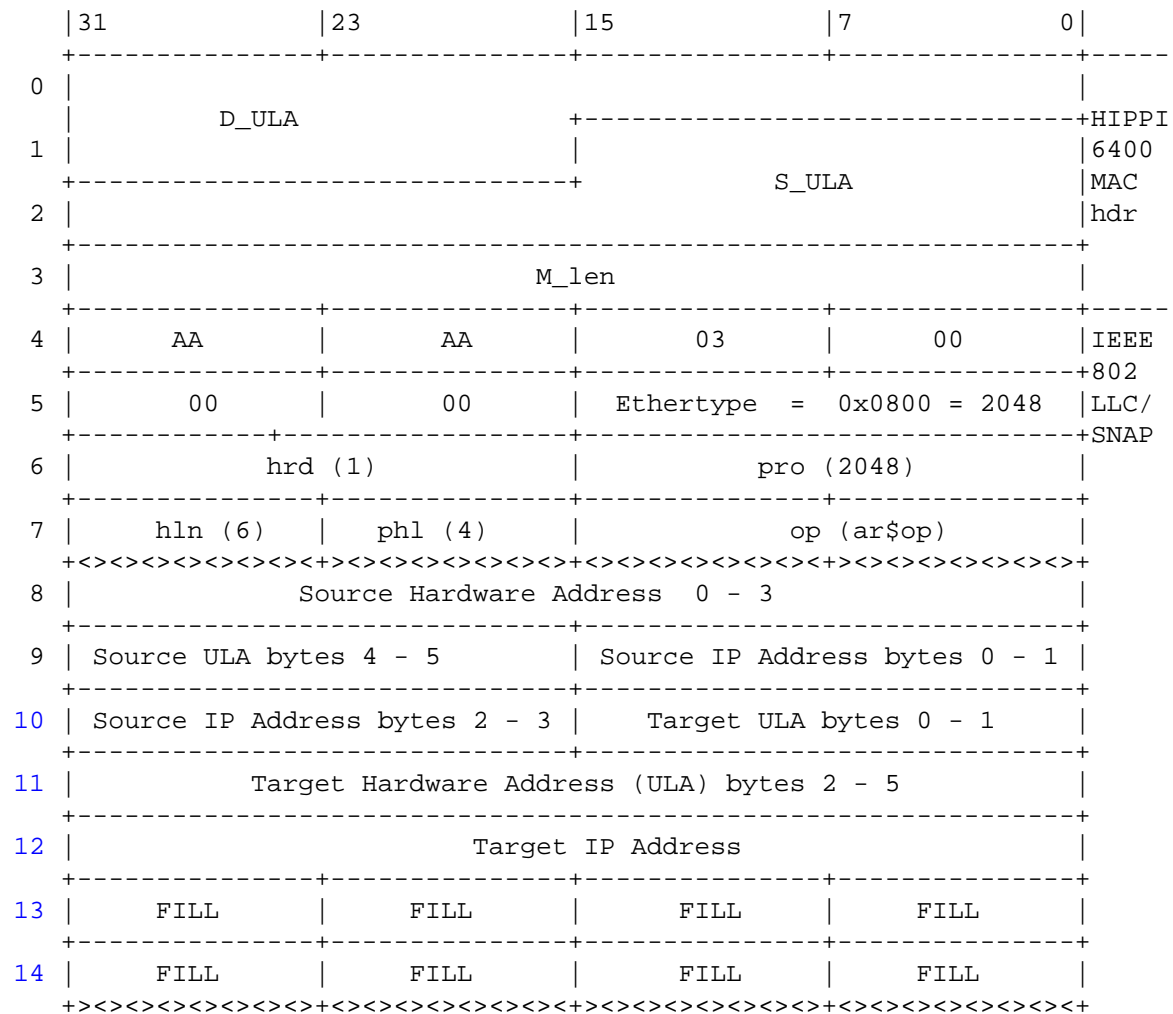 |31 |23 |15 |7 0|
+---------------+---------------+---------------+---------------+-----
0 | |
| D_ULA +-------------------------------+HIPPI
1 | | |6400
+-------------------------------+ S_ULA |MAC
2 | |hdr
+---------------------------------------------------------------+
3 | M_len |
+---------------+---------------+---------------+---------------+-----
4 | AA | AA | 03 | 00 |IEEE
+---------------+---------------+---------------+---------------+802
5 | 00 | 00 | Ethertype = 0x0800 = 2048 |LLC/
+------------+------------------+-------------------------------+SNAP
6 | hrd (1) | pro (2048) |
+---------------+---------------+---------------+---------------+
7 | hln (6) | phl (4) | op (ar$op) |
+<><><><><><><><+><><><><><><><>+<><><><><><><><+><><><><><><><>+
8 | Source Hardware Address 0 - 3 |
+-------------------------------+-------------------------------+
9 | Source ULA bytes 4 - 5 | Source IP Address bytes 0 - 1 |
+-------------------------------+-------------------------------+
10 | Source IP Address bytes 2 - 3 | Target ULA bytes 0 - 1 |
+-------------------------------+-------------------------------+
11 | Target Hardware Address (ULA) bytes 2 - 5 |
+---------------------------------------------------------------+
12 | Target IP Address |
+---------------+---------------+---------------+---------------+
13 | FILL | FILL | FILL | FILL |
+---------------+---------------+---------------+---------------+
14 | FILL | FILL | FILL | FILL |
+><><><><><><><>+<><><><><><><><+><><><><><><><>+<><><><><><><><+